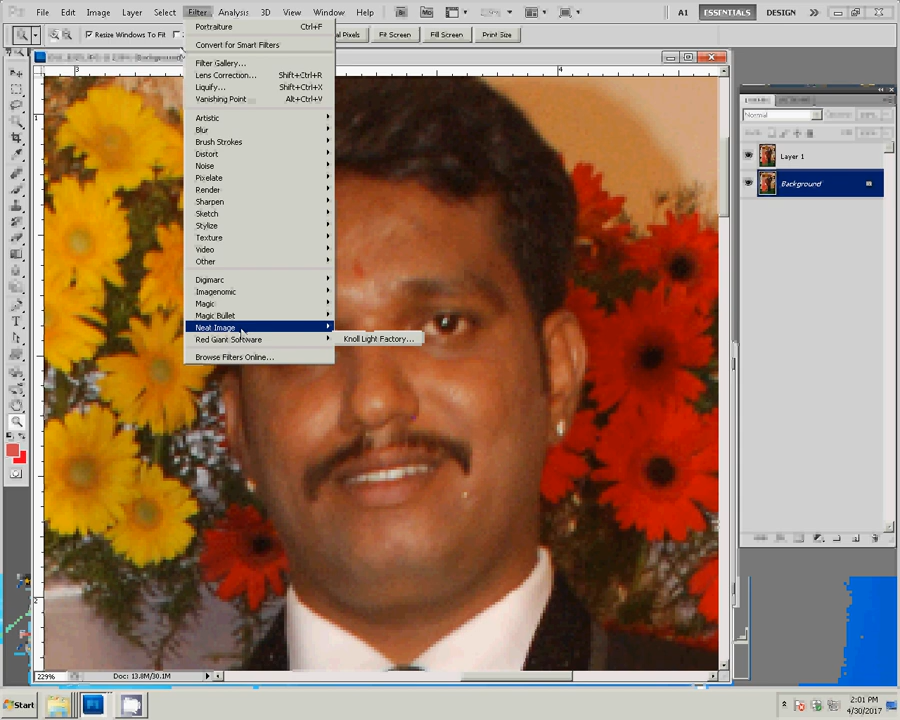 File Edit Image Layer Select Filter Analysis 3D View Window Help A1 ESSENTIALS DESIGN
Resize Windows To Fit
Fit Screen Fill Screen Print Size
Portraiture Ctrl+F
Convert for Smart Filters
Filter Gallery...
Lens Correction... Shift+Ctrl+R
Liquify... Shift+Ctrl+X
Vanishing Point Alt+Ctrl+V
Artistic
Blur
Brush Strokes
Distort
Noise
Pixelate
Render
Sharpen
Sketch
Stylize
Texture
Video
Other
Digimarc
Imagenomic
Magic
Magic Bullet
Neat Image
Red Giant Software
Knoll Light Factory...
Browse Filters Online...
3
4
1
2
Normal
Layer 1
Background
229%
Doc: 13.8M/30.1M
Start
2:01 PM
4/30/2017